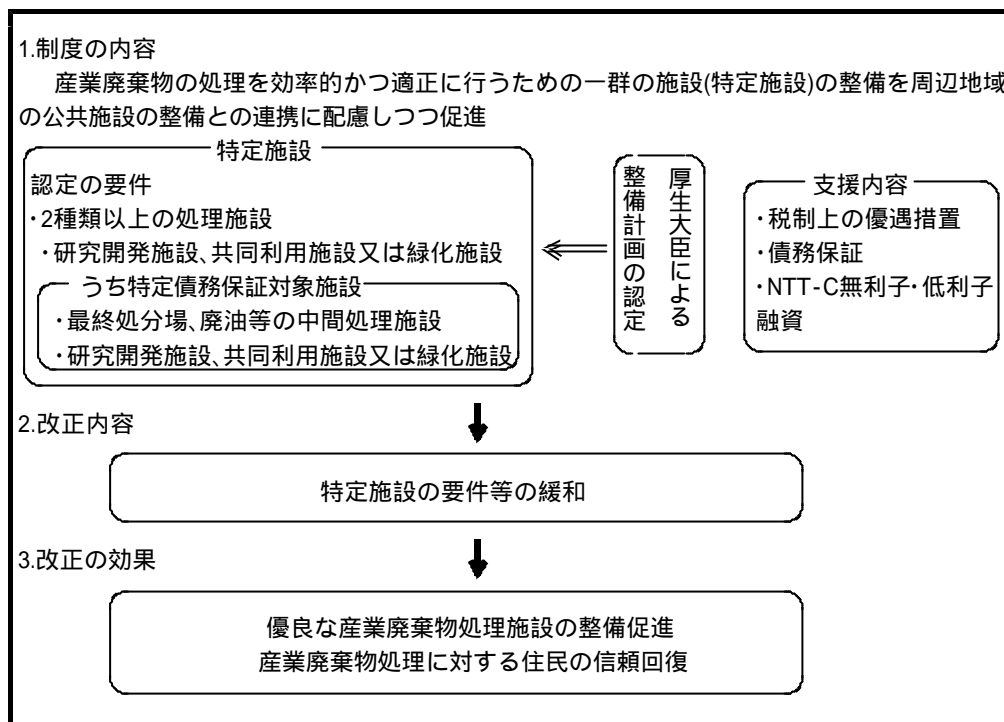 1.制度の内容
産業廃棄物の処理を効率的かつ適正に行うための一群の施設(特定施設)の整備を周辺地域
の公共施設の整備との連携に配慮しつつ促進
特定施設
認定の要件
・2種類以上の処理施設
・研究開発施設、共同利用施設又は緑化施設
うち特定債務保証対象施設
・最終処分場、廃油等の中間処理施設
・研究開発施設、共同利用施設又は緑化施設
厚生大臣による
整備計画の認定
支援内容
・税制上の優遇措置
・債務保証
・NTT-C無利子・低利子
融資
2.改正内容
特定施設の要件等の緩和
3.改正の効果
優良な産業廃棄物処理施設の整備促進
産業廃棄物処理に対する住民の信頼回復